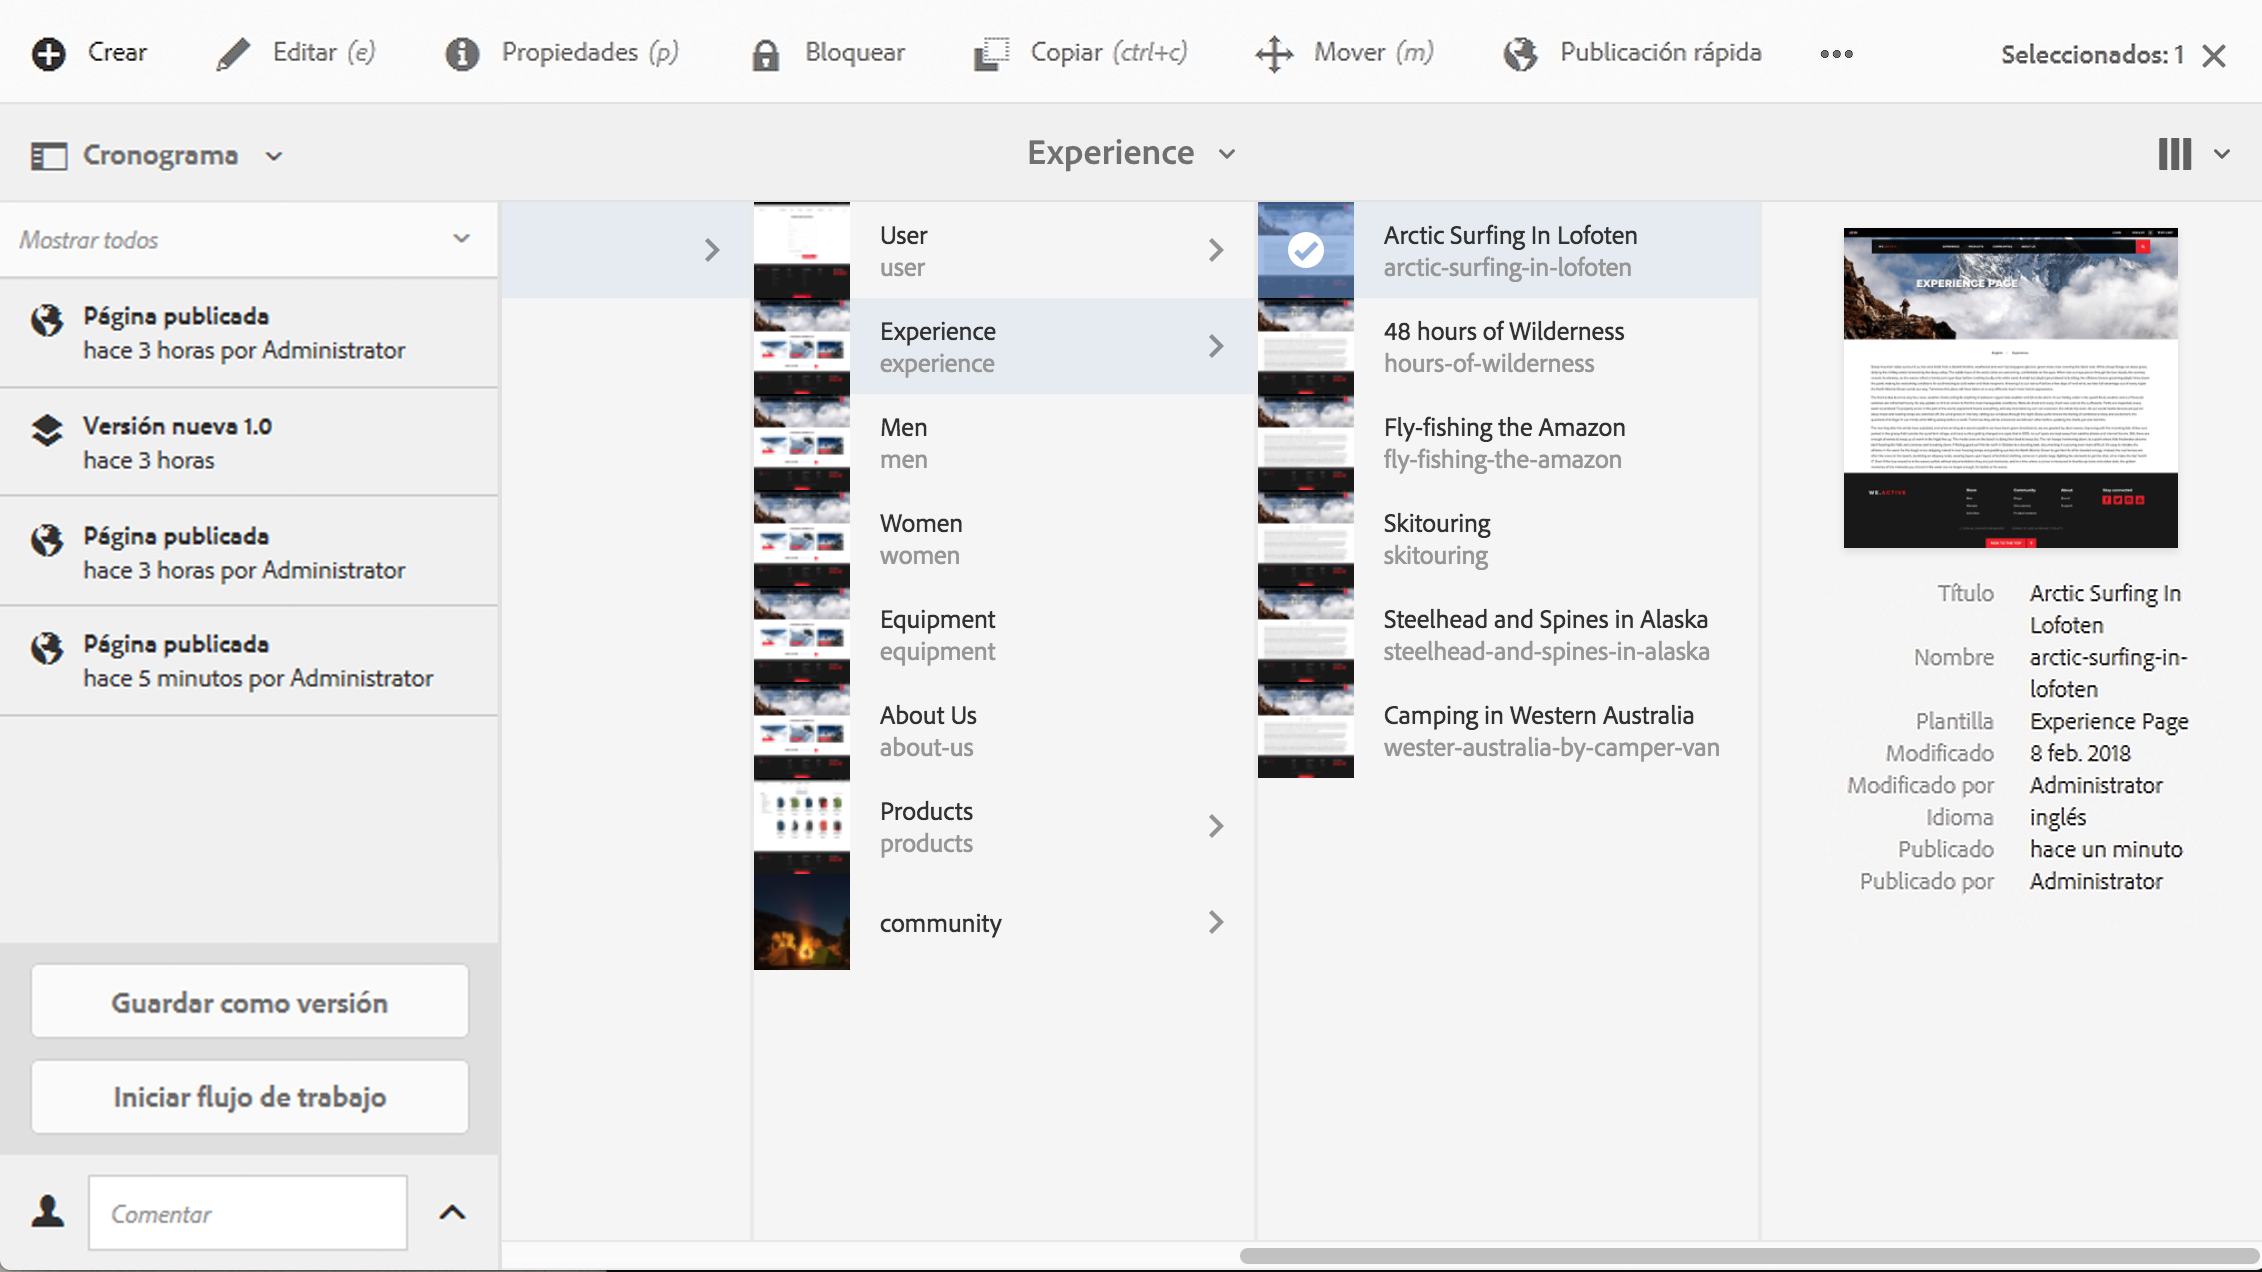 Crear
Editar (e)
Propiedades (p)
Bloquear
Copiar (ctrl+c)
Mover (m)
Publicación rápida
Seleccionados: 1
Cronograma
Experience
Mostrar todos
Página publicada
hace 3 horas por Administrator
Versión nueva 1.0
hace 3 horas
Página publicada
hace 3 horas por Administrator
Página publicada
hace 5 minutos por Administrator
Guardar como versión
Iniciar flujo de trabajo
Comentar
User
user
Experience
experience
Men
men
Women
women
Equipment
equipment
About Us
about-us
Products
products
community
Arctic Surfing In Lofoten
arctic-surfing-in-lofoten
48 hours of Wilderness
hours-of-wilderness
Fly-fishing the Amazon
fly-fishing-the-amazon
Skitouring
skitouring
Steelhead and Spines in Alaska
steelhead-and-spines-in-alaska
Camping in Western Australia
wester-australia-by-camper-van
EXPERIENCE PAGE
WE.ACTIVE
Título Arctic Surfing In
Lofoten
Nombre arctic-surfing-in-
lofoten
Plantilla Experience Page
Modificado 8 feb. 2018
Modificado por Administrator
Idioma inglés
Publicado hace un minuto
Publicado por Administrator